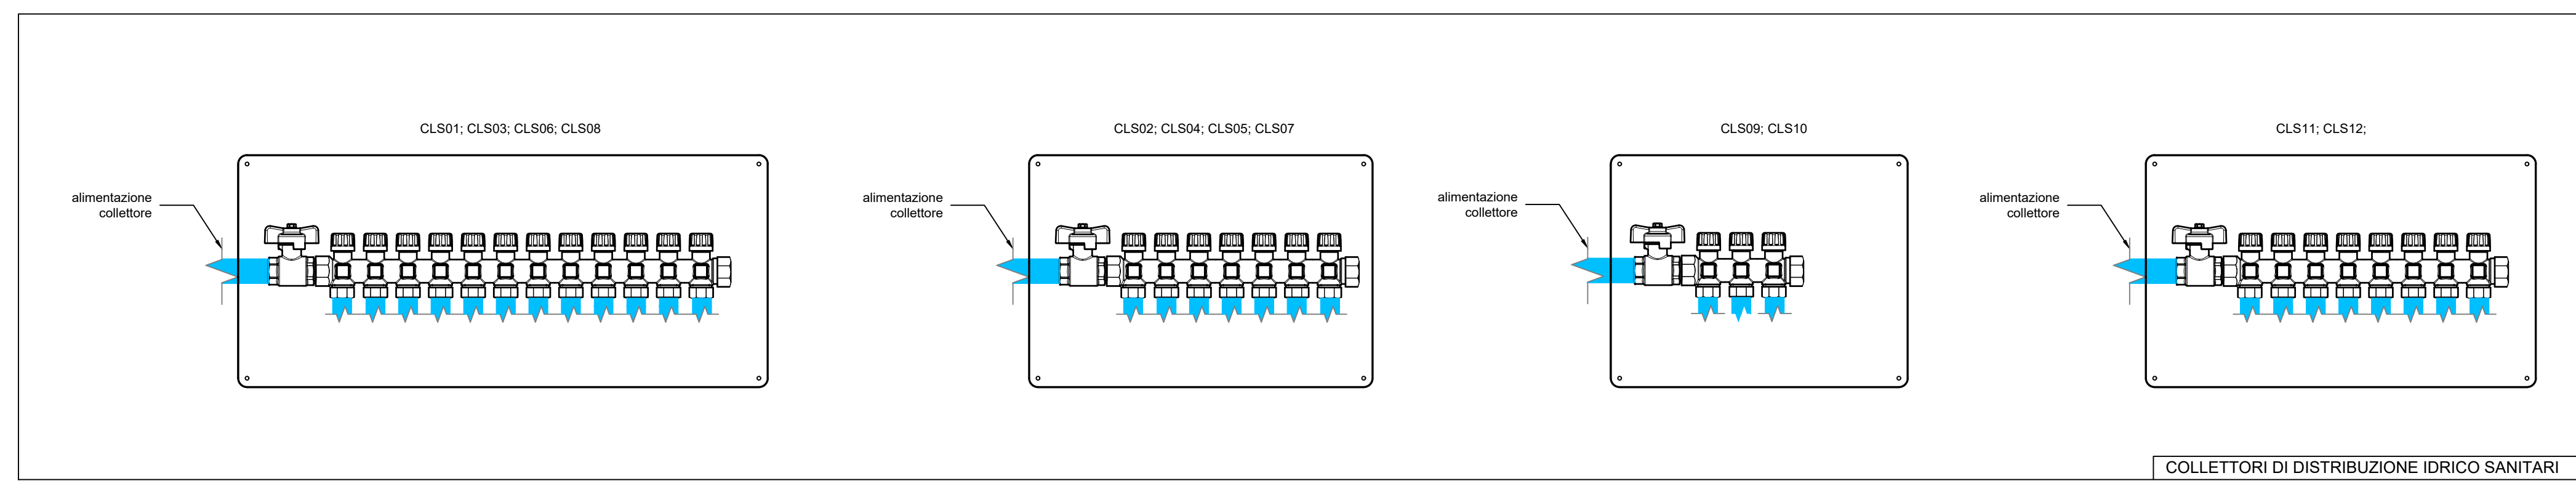 CLS01; CLS03; CLS06; CLS08
alimentazione
collettore
CLS02; CLS04; CLS05; CLS07
alimentazione
collettore
CLS09; CLS10
alimentazione
collettore
CLS11; CLS12;
alimentazione
collettore
COLLETTORI DI DISTRIBUZIONE IDRICO SANITARI